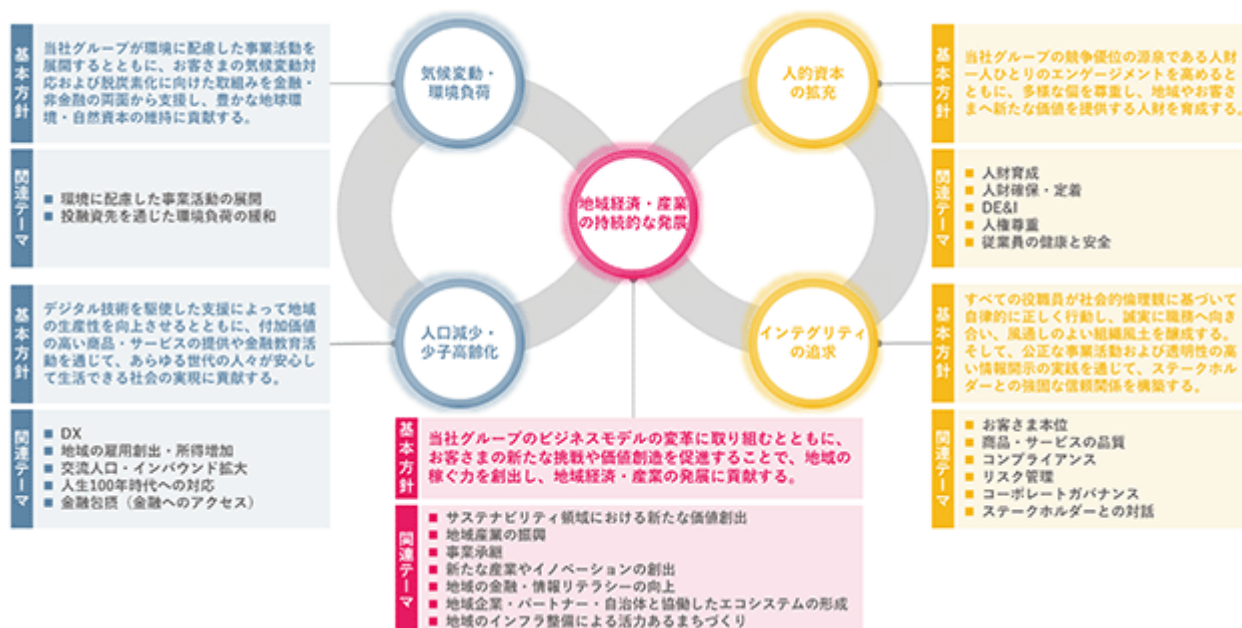 基本方針
当社グループが環境に配慮した事業活動を
展開するとともに、お客さまの気候変動対
応および脱炭素化に向けた取組みを金融・
非金融の両面から支援し、豊かな地球環
境・自然資本の維持に貢献する。
関連テーマ
■ 環境に配慮した事業活動の展開
■ 投融資先を通じた環境負荷の緩和
気候変動・
環境負荷
人的資本
の拡充
基本方針
当社グループの競争優位の源泉である人財
一人ひとりのエンゲージメントを高めると
ともに、多様な個を尊重し、地域やお客さ
まへ新たな価値を提供する人財を育成する。
関連テーマ
■ 人財育成
■ 人財確保・定着
■ DE&I
■ 人権尊重
■ 従業員の健康と安全
地域経済・産業
の持続的な発展
基本方針
デジタル技術を駆使した支援によって地域
の生産性を向上させるとともに、付加価値
の高い商品・サービスの提供や金融教育活
動を通じて、あらゆる世代の人々が安心し
て生活できる社会の実現に貢献する。
関連テーマ
■ DX
■ 地域の雇用創出・所得増加
■ 交流人口・インバウンド拡大
■ 人生100年時代への対応
■ 金融包摂（金融へのアクセス）
人口減少・
少子高齢化
インテグリティ
の追求
基本方針
すべての役職員が社会的倫理観に基づいて
自律的に正しく行動し、誠実に職務へ向き
合い、風通しのよい組織風土を醸成する。
そして、公正な事業活動および透明性の高
い情報開示の実践を通じて、ステークホル
ダーとの強固な信頼関係を構築する。
関連テーマ
■ お客さま本位
■ 商品・サービスの品質
■ コンプライアンス
■ リスク管理
■ コーポレートガバナンス
■ ステークホルダーとの対話
基本方針
当社グループのビジネスモデルの変革に取り組むとともに、
お客さまの新たな挑戦や価値創造を促進することで、地域の
稼ぐ力を創出し、地域経済・産業の発展に貢献する。
関連テーマ
■ サステナビリティ領域における新たな価値創出
■ 地域産業の振興
■ 事業承継
■ 新たな産業やイノベーションの創出
■ 地域の金融・情報リテラシーの向上
■ 地域企業・パートナー・自治体と協働したエコシステムの形成
■ 地域のインフラ整備による活力あるまちづくり